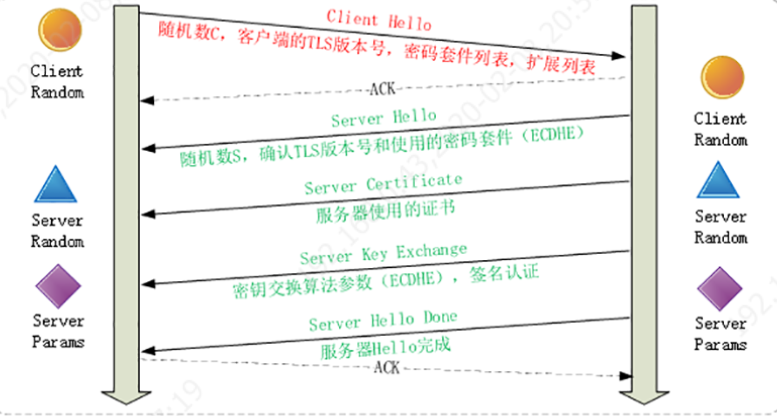 Client Hello
随机数C，客户端的TLS版本号，密码套件列表，扩展列表
Client
Random
ACK
Client
Random
Server Hello
随机数S，确认TLS版本号和使用的密码套件（ECDHE）
Server Certificate
服务器使用的证书
Server
Random
Server
Random
Server Key Exchange
密钥交换算法参数（ECDHE），签名认证
Server
Params
Server
Params
Server Hello Done
服务器Hello完成
ACK